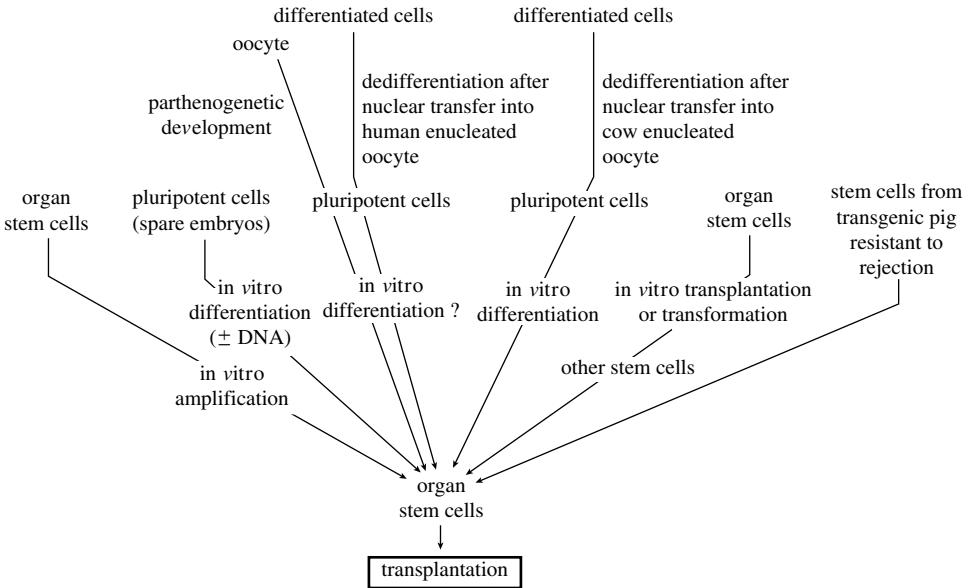 differentiated cells
differentiated cells
oocyte
parthenogenetic
development
dedifferentiation after
nuclear transfer into
human enucleated
oocyte
dedifferentiation after
nuclear transfer into
cow enucleated
oocyte
organ
stem cells
pluripotent cells
(spare embryos)
pluripotent cells
pluripotent cells
organ
stem cells
stem cells from
transgenic pig
resistant to
rejection
in vitro
differentiation
(± DNA)
in vitro
differentiation ?
in vitro
differentiation
in vitro transplantation
or transformation
in vitro
amplification
other stem cells
organ
stem cells
transplantation